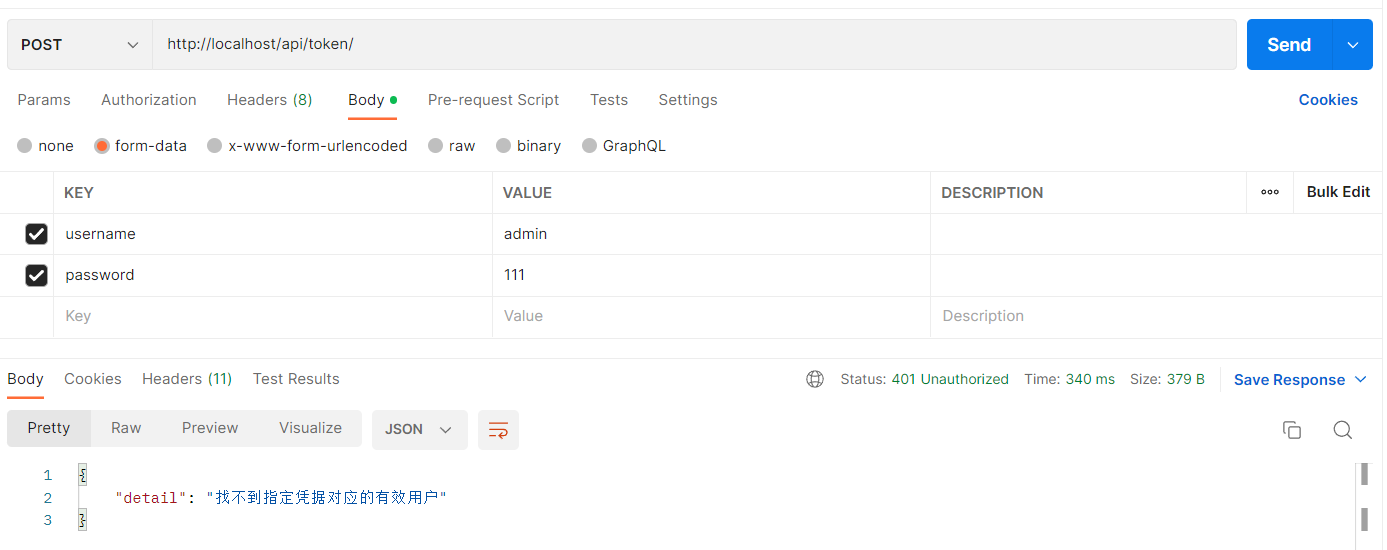 POST http://localhost/api/token/ Send
Params Authorization Headers (8) Body Pre-request Script Tests Settings Cookies
none form-data x-www-form-urlencoded raw binary GraphQL
KEY VALUE DESCRIPTION Bulk Edit
username admin
password 111
Key Value Description
Body Cookies Headers (11) Test Results Status: 401 Unauthorized Time: 340 ms Size: 379 B Save Response
Pretty Raw Preview Visualize JSON
1 {
2 "detail": "找不到指定凭据对应的有效用户"
3 }